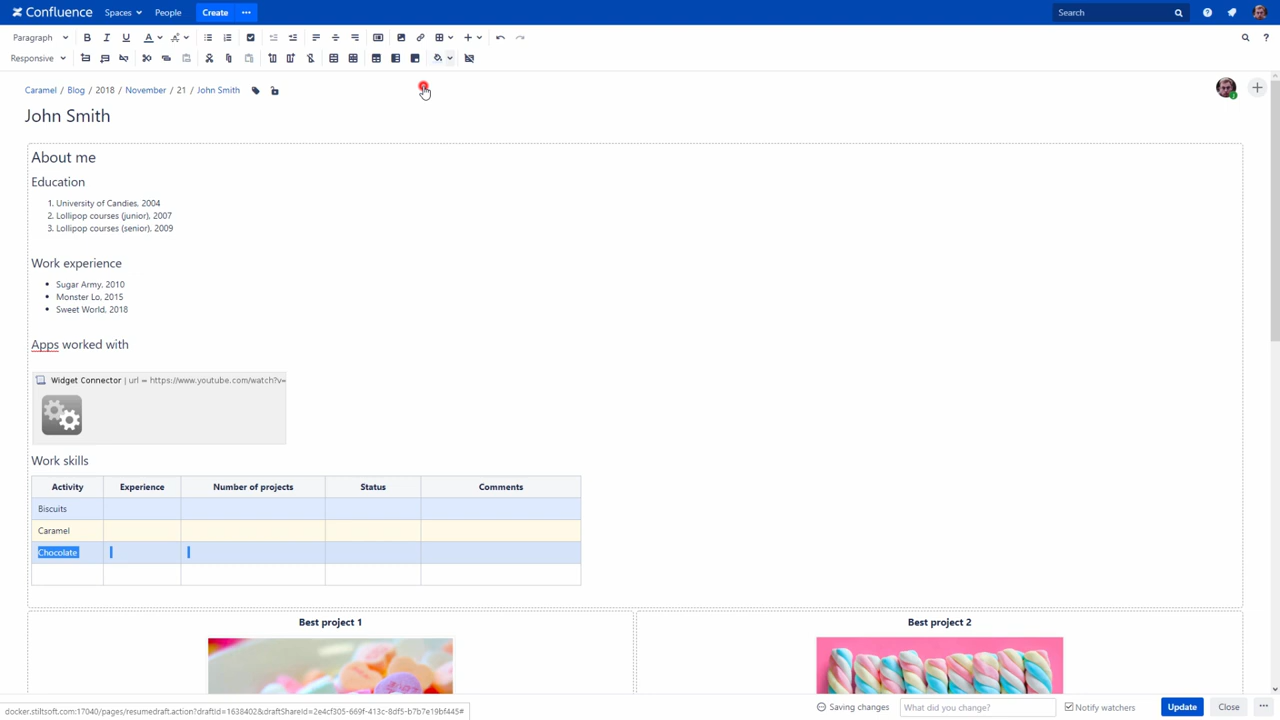 Confluence Spaces People Create ••• Search
Paragraph B I U A
Responsive
Caramel / Blog / 2018 / November / 21 / John Smith
John Smith
About me
Education
1. University of Candies, 2004
2. Lollipop courses (junior), 2007
3. Lollipop courses (senior), 2009
Work experience
• Sugar Army, 2010
• Monster Lo, 2015
• Sweet World, 2018
Apps worked with
Widget Connector | url = https://www.youtube.com/watch?v=
Work skills
Activity Experience Number of projects Status Comments
Biscuits
Caramel
Chocolate
Best project 1 Best project 2
docker.stiltsoft.com:17040/pages/resumedraft.action?draftId=1638402&draftShareId=2e4cf305-669f-413c-8df5-b7b7e19bf445#
Saving changes What did you change? Notify watchers Update Close •••